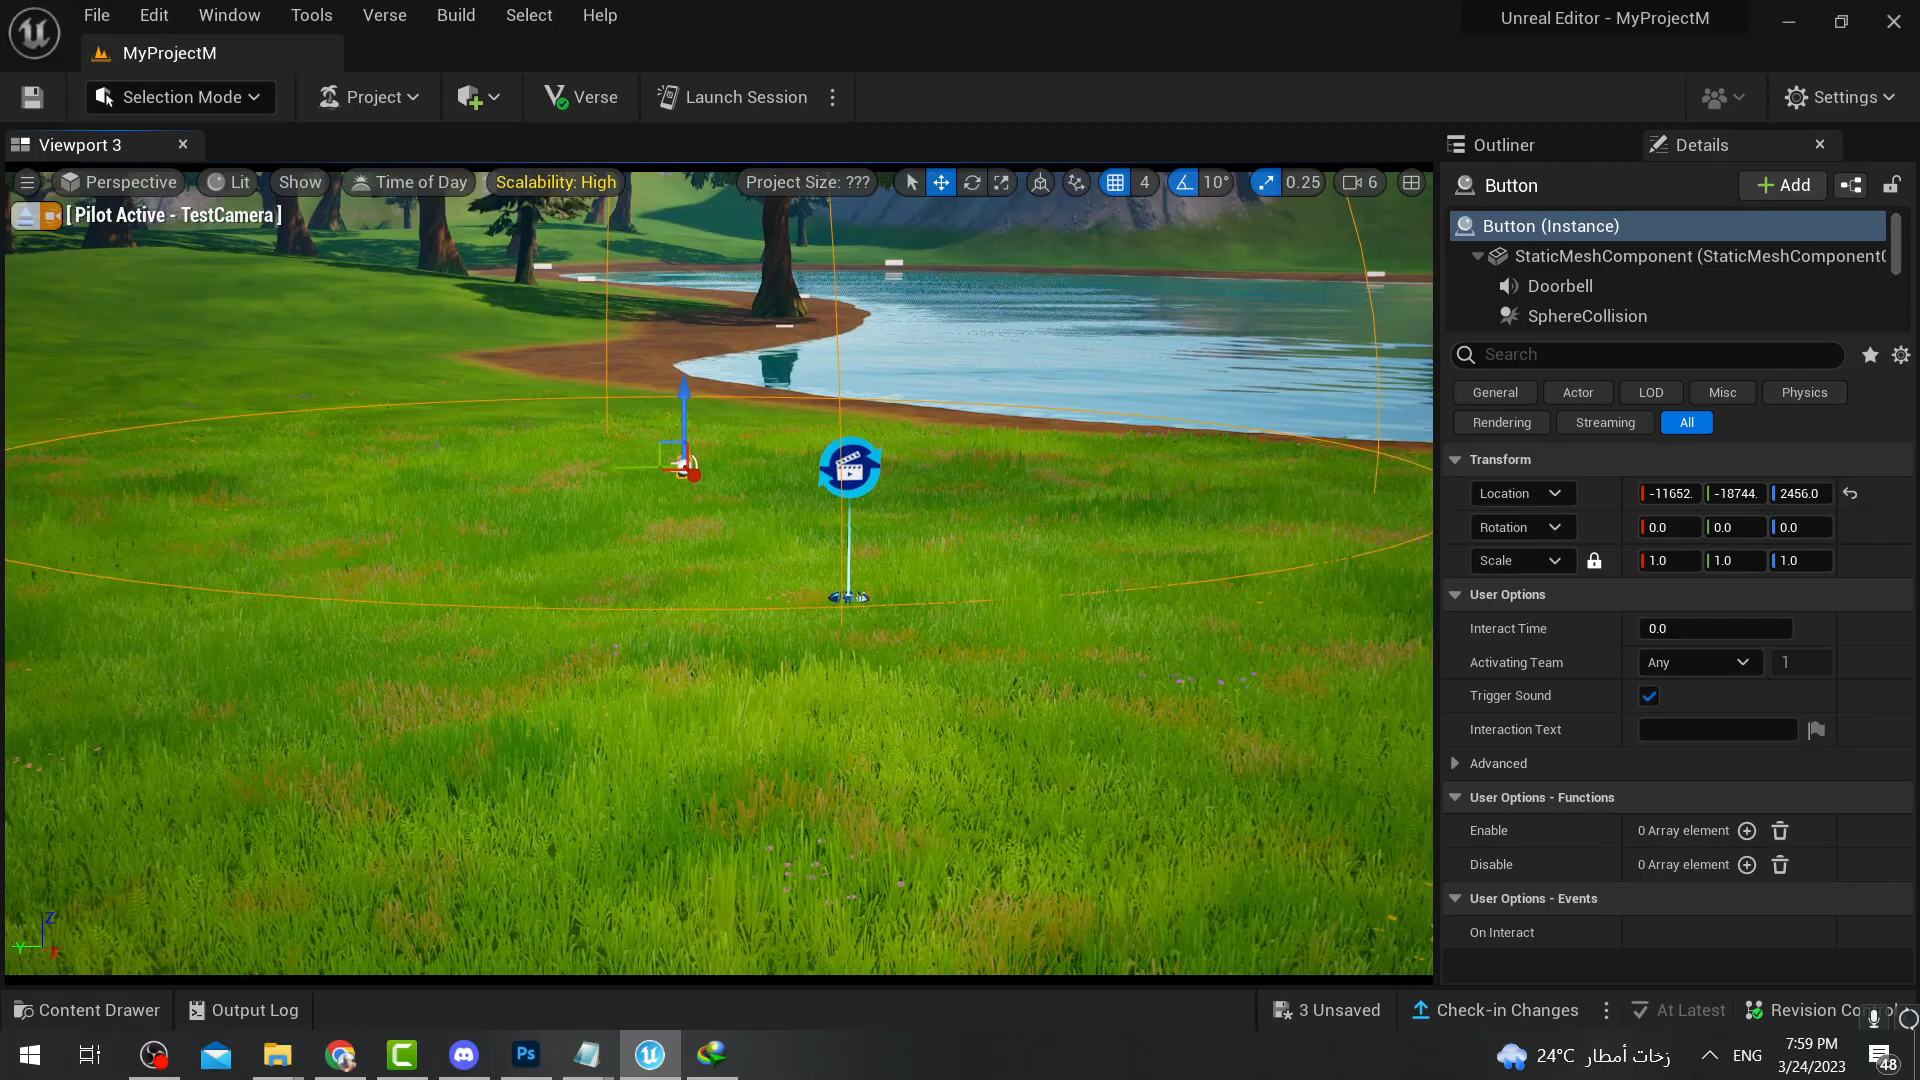 File Edit Window Tools Verse Build Select Help
Unreal Editor - MyProjectM
MyProjectM
Selection Mode
Project
Verse
Launch Session
Settings
Viewport 3
Outliner
Details
Perspective
Lit
Show
Time of Day
Scalability: High
Project Size: ???
4
10°
0.25
6
[ Pilot Active - TestCamera ]
Button
Add
Button (Instance)
StaticMeshComponent (StaticMeshComponent
Doorbell
SphereCollision
Search
General
Actor
LOD
Misc
Physics
Rendering
Streaming
All
Transform
Location -11652. -18744. 2456.0
Rotation 0.0 0.0 0.0
Scale 1.0 1.0 1.0
User Options
Interact Time 0.0
Activating Team Any 1
Trigger Sound
Interaction Text
Advanced
User Options - Functions
Enable 0 Array element
Disable 0 Array element
User Options - Events
On Interact
Z
Y
X
Content Drawer
Output Log
3 Unsaved
Check-in Changes
At Latest
Revision Contro
Ps
24°C زخات أمطار
ENG
7:59 PM
3/24/2023
48